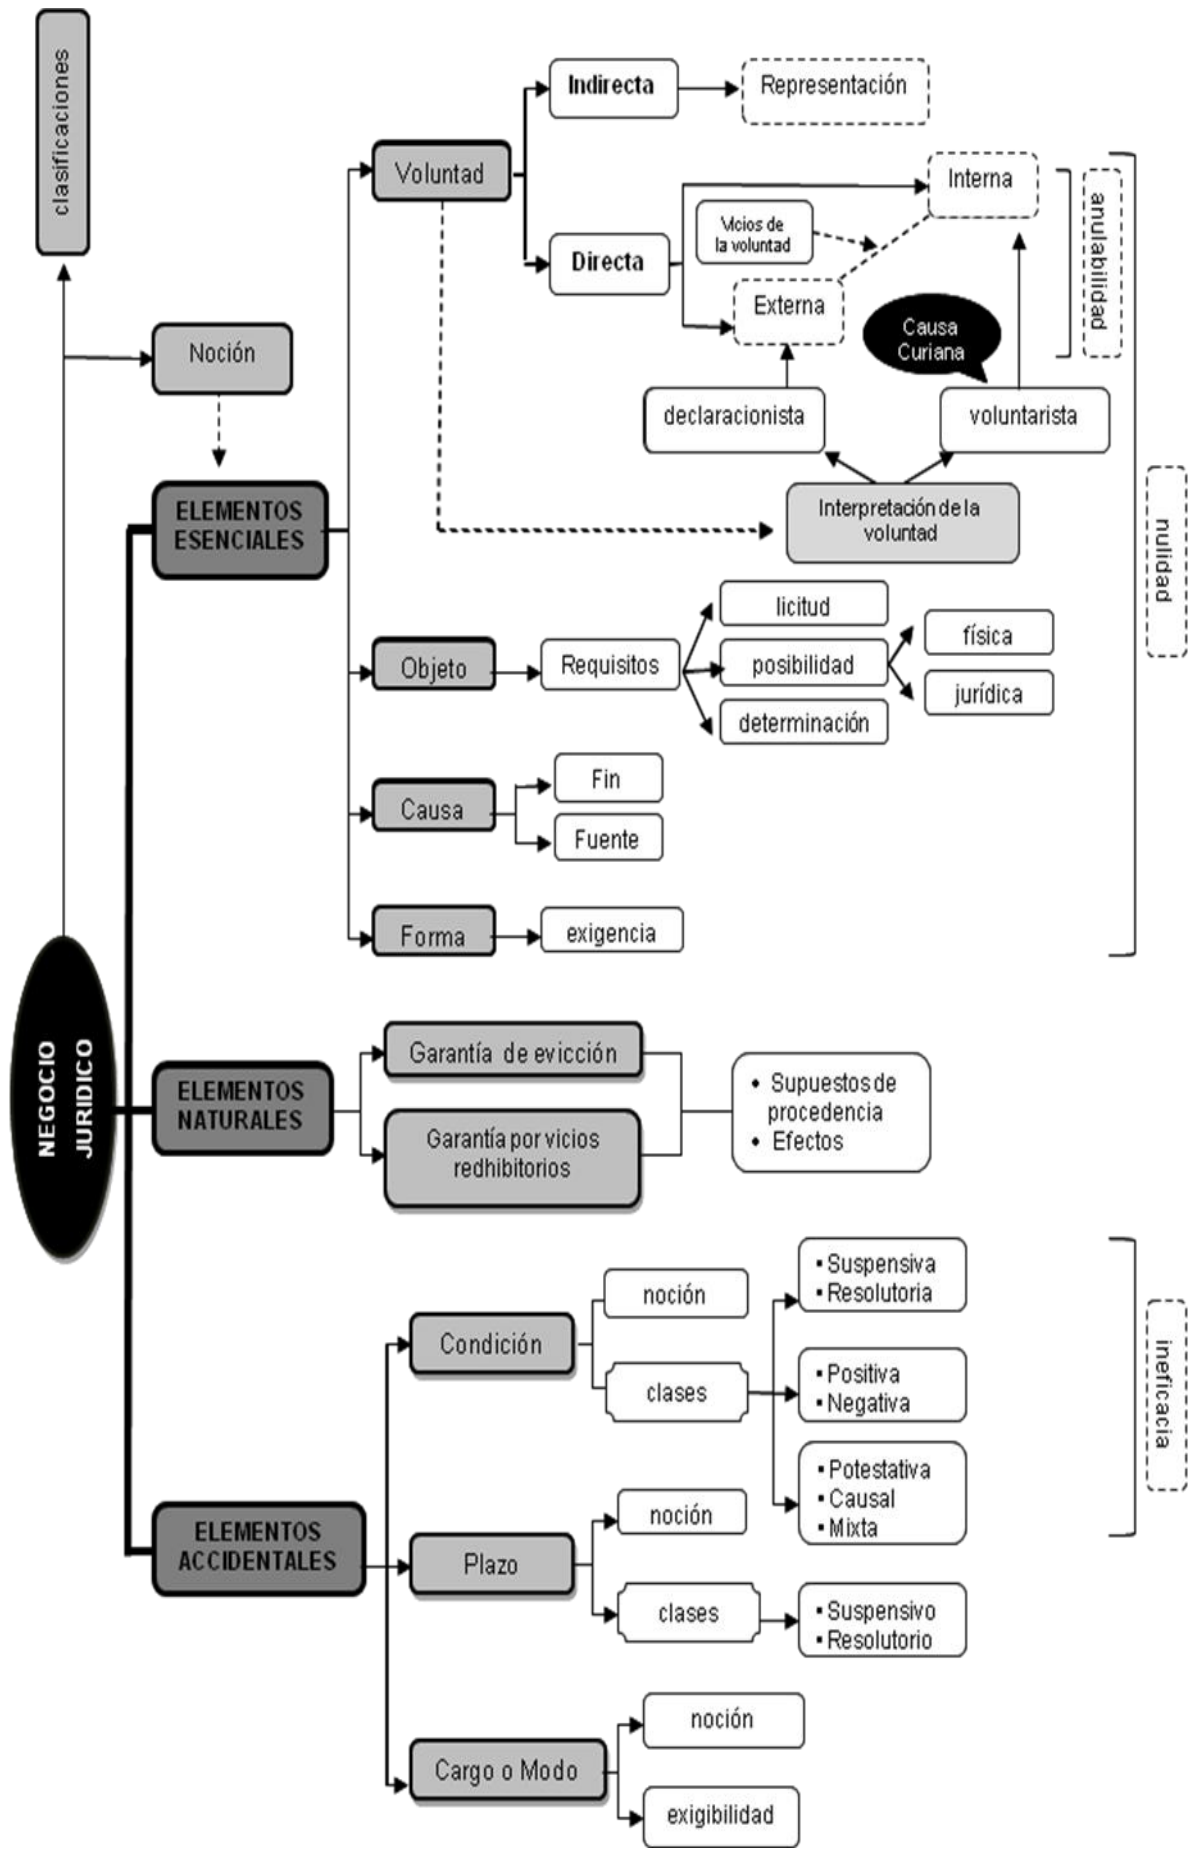 clasificaciones
Noción
NEGOCIO
JURIDICO
ELEMENTOS
ESENCIALES
Voluntad
Indirecta
Representación
Directa
Interna
Vicios de
la voluntad
Externa
Causa
Curiana
declaracionista
voluntarista
Interpretación de la
voluntad
anulabilidad
Objeto
Requisitos
licitud
posibilidad
determinación
física
jurídica
Causa
Fin
Fuente
Forma
exigencia
nulidad
ELEMENTOS
NATURALES
Garantía de evicción
Garantía por vicios
redhibitorios
• Supuestos de
procedencia
• Efectos
ELEMENTOS
ACCIDENTALES
Condición
noción
clases
▪ Suspensiva
▪ Resolutoria
▪ Positiva
▪ Negativa
▪ Potestativa
▪ Causal
▪ Mixta
ineficacia
Plazo
noción
clases
▪ Suspensivo
▪ Resolutorio
Cargo o Modo
noción
exigibilidad